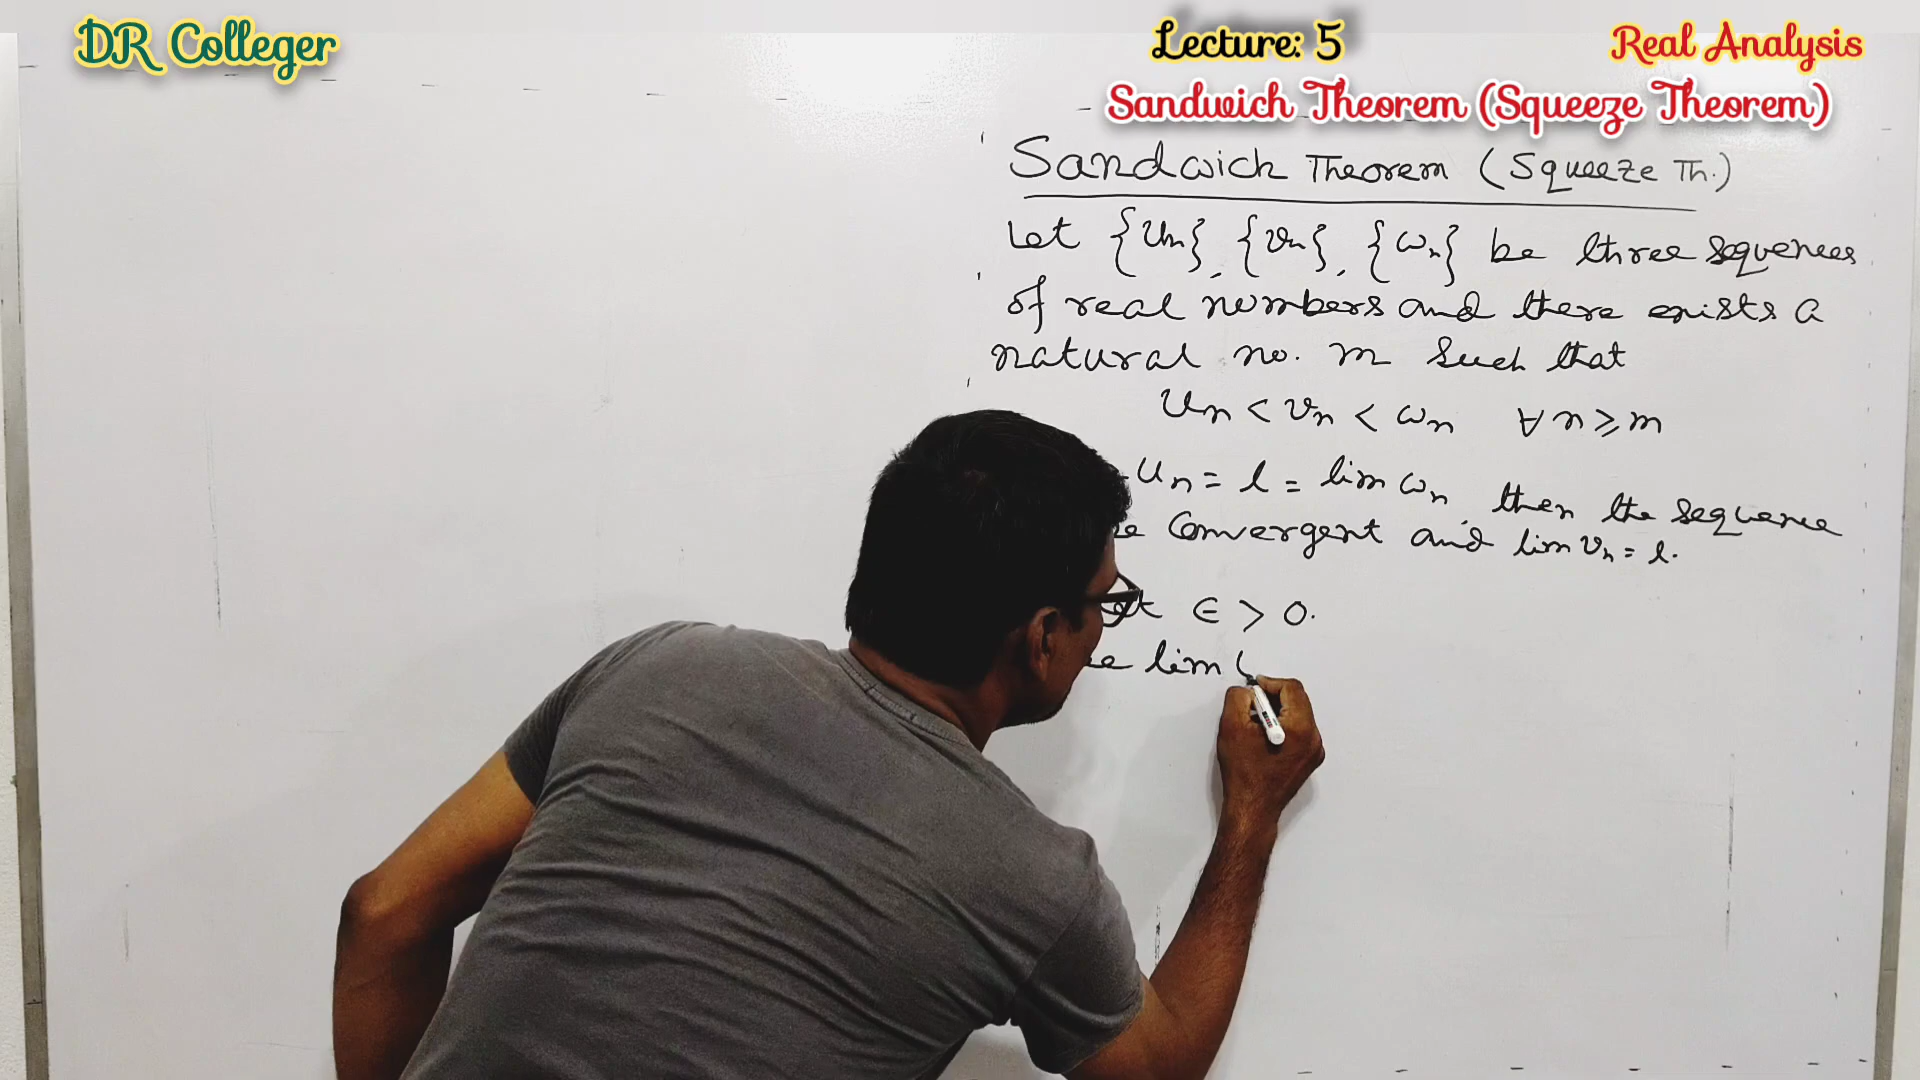 DR Colleger
Lecture: 5
Real Analysis
Sandwich Theorem (Squeeze Theorem)
Sandwich Theorem (Squeeze Th.)
Let {un}, {vn}, {wn} be three sequences
of real numbers and there exists a
natural no. m such that
un < vn < wn ∀ n ⩾ m
un = l = lim wn, then the sequence
Convergent and lim vn = l.
∈ > 0.
lim